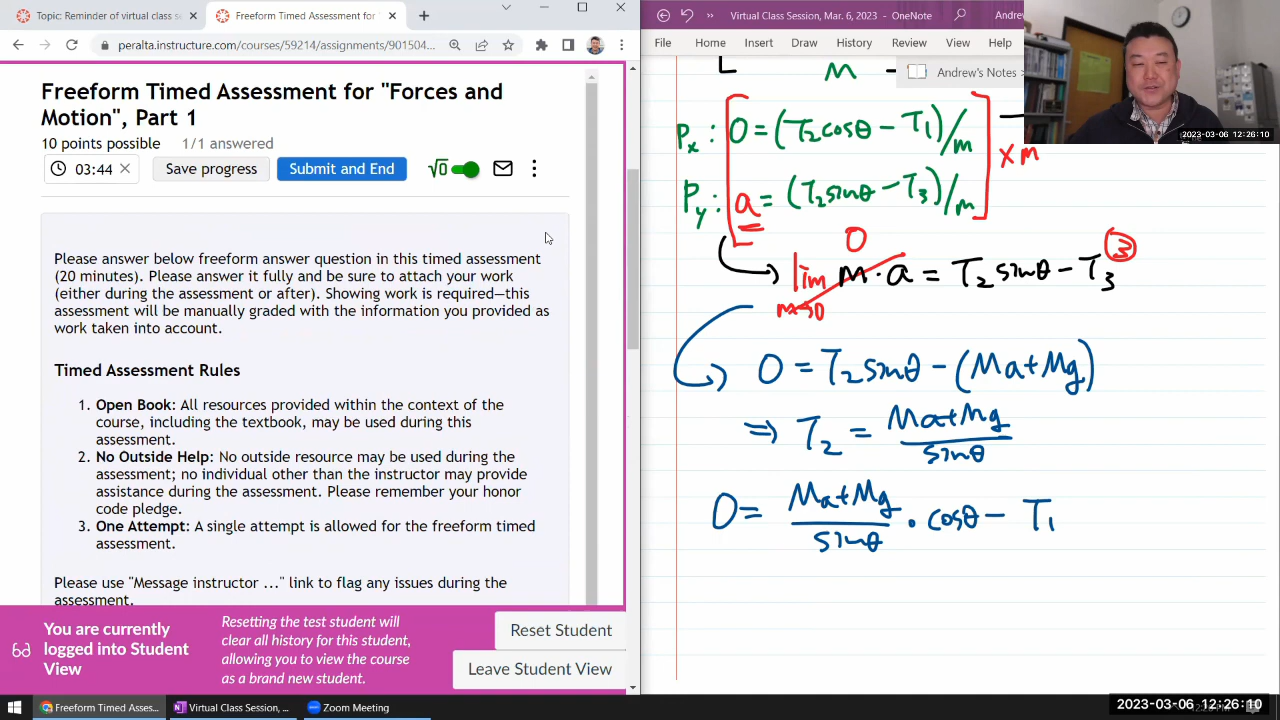 Topic: Reminder of virtual class s
Freeform Timed Assessment for "
peralta.instructure.com/courses/59214/assignments/901504...
Freeform Timed Assessment for "Forces and
Motion", Part 1
10 points possible 1/1 answered
03:44
Save progress
Submit and End
√0
Please answer below freeform answer question in this timed assessment
(20 minutes). Please answer it fully and be sure to attach your work
(either during the assessment or after). Showing work is required—this
assessment will be manually graded with the information you provided as
work taken into account.
Timed Assessment Rules
1. Open Book: All resources provided within the context of the
course, including the textbook, may be used during this
assessment.
2. No Outside Help: No outside resource may be used during the
assessment; no individual other than the instructor may provide
assistance during the assessment. Please remember your honor
code pledge.
3. One Attempt: A single attempt is allowed for the freeform timed
assessment.
Please use "Message instructor ..." link to flag any issues during the
assessment.
You are currently
logged into Student
View
Resetting the test student will
clear all history for this student,
allowing you to view the course
as a brand new student.
Reset Student
Leave Student View
Virtual Class Session, Mar. 6, 2023 - OneNote
Andre
File Home Insert Draw History Review View Help
Andrew's Notes >
m
Px: 0 = (T2cosθ - T1)/m
x m
Py: a = (T2sinθ - T3)/m
0
lim m→0 m·a = T2 sinθ - T3 ③
0 = T2sinθ - (Ma+Mg)
⇒ T2 = Ma+Mg / sinθ
0 = Ma+Mg / sinθ · cosθ - T1
2023-03-06 12:26:10
Freeform Timed Asses...
Virtual Class Session, ...
Zoom Meeting
2023-03-06 12:26:10